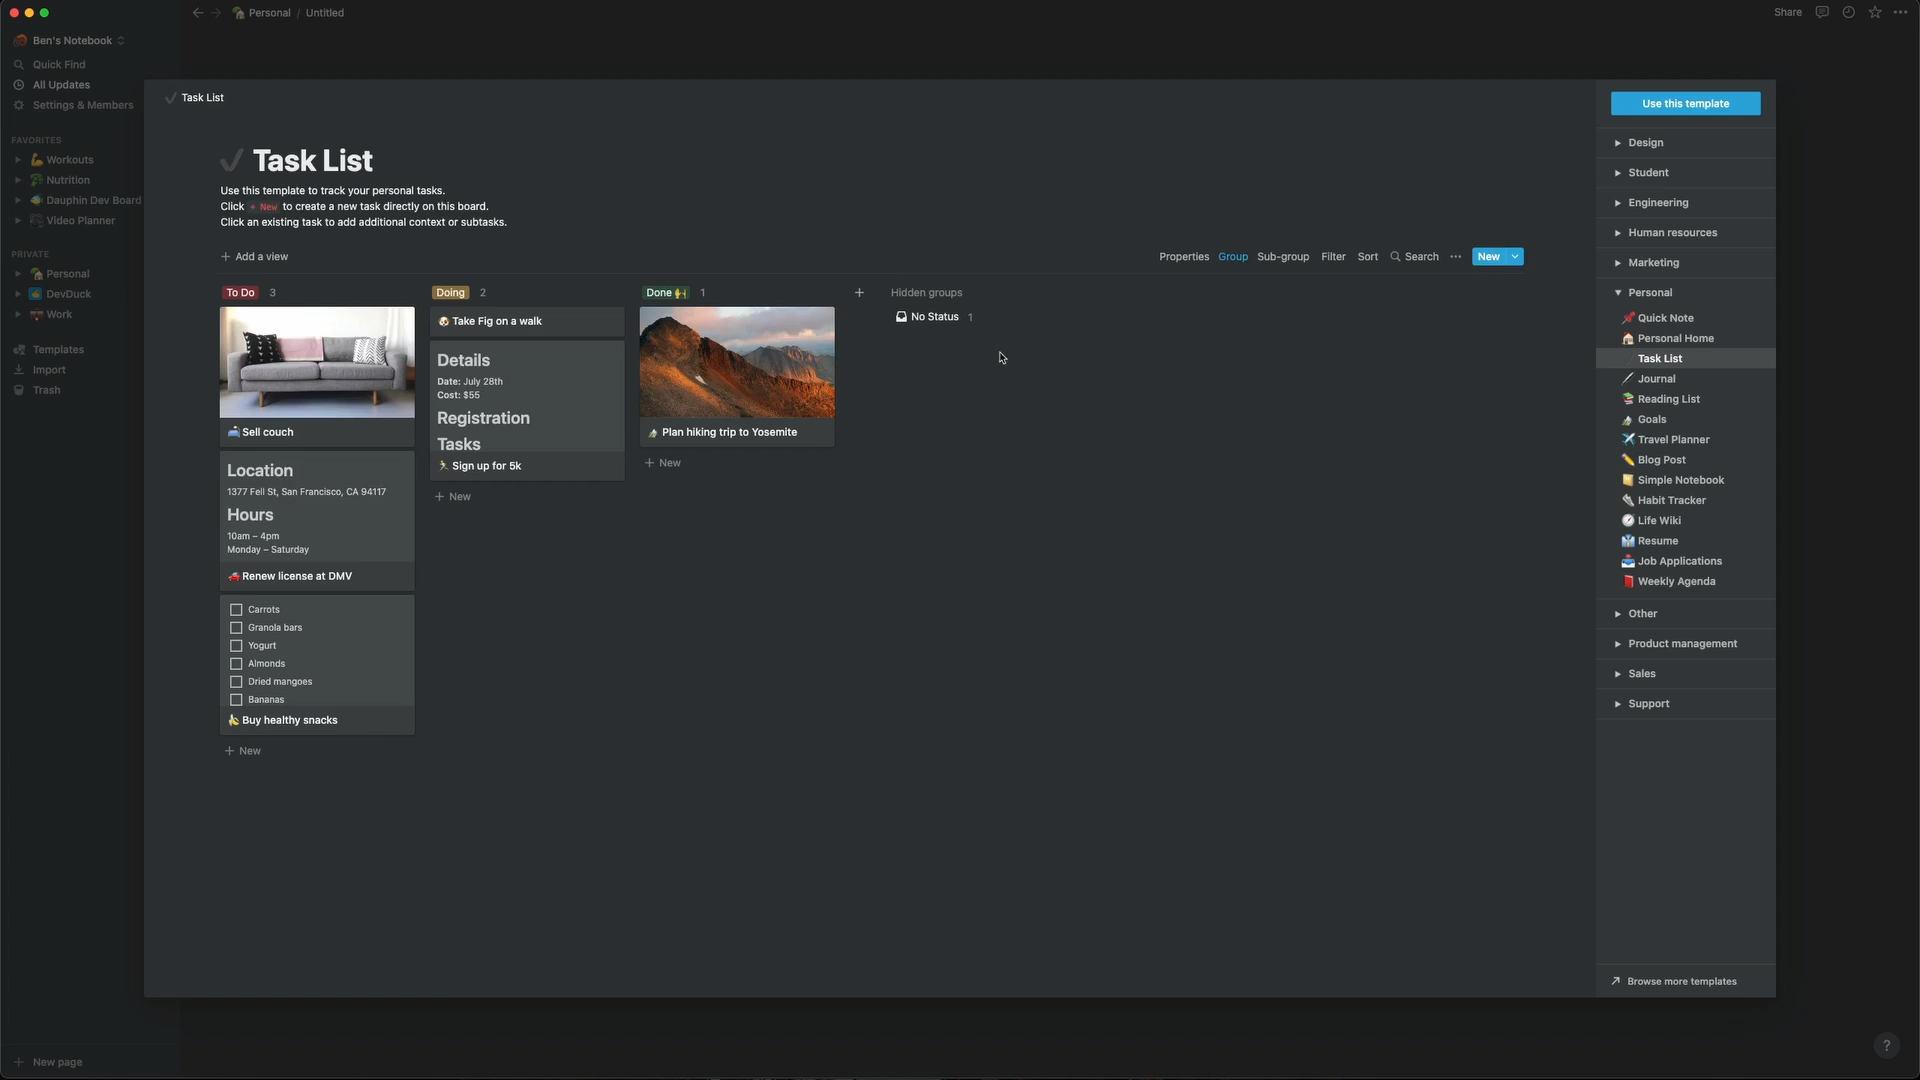 Personal / Untitled
Share
Ben's Notebook
Quick Find
All Updates
Settings & Members
FAVORITES
Workouts
Nutrition
Dauphin Dev Board
Video Planner
PRIVATE
Personal
DevDuck
Work
Templates
Import
Trash
New page
Task List
Task List
Use this template to track your personal tasks.
Click + New to create a new task directly on this board.
Click an existing task to add additional context or subtasks.
Add a view
Properties Group Sub-group Filter Sort Search ••• New
To Do 3
Sell couch
Location
1377 Fell St, San Francisco, CA 94117
Hours
10am – 4pm
Monday – Saturday
Renew license at DMV
Carrots
Granola bars
Yogurt
Almonds
Dried mangoes
Bananas
Buy healthy snacks
+ New
Doing 2
Take Fig on a walk
Details
Date: July 28th
Cost: $55
Registration
Tasks
Sign up for 5k
+ New
Done 🙌 1
Plan hiking trip to Yosemite
+ New
+
Hidden groups
No Status 1
Use this template
Design
Student
Engineering
Human resources
Marketing
Personal
Quick Note
Personal Home
Task List
Journal
Reading List
Goals
Travel Planner
Blog Post
Simple Notebook
Habit Tracker
Life Wiki
Resume
Job Applications
Weekly Agenda
Other
Product management
Sales
Support
Browse more templates
?